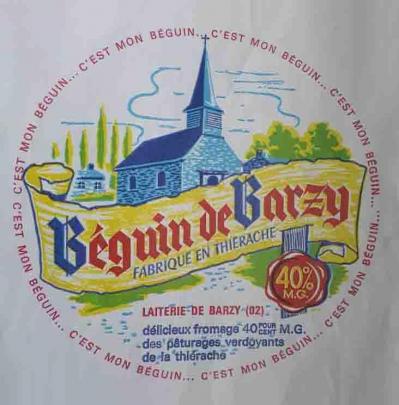 C'EST MON BÉGUIN... C'EST MON BÉGUIN... C'EST MON BÉGUIN... C'EST MON BÉGUIN... C'EST MON BÉGUIN... C'EST MON BÉGUIN... C'EST MON BÉGUIN...
Béguin de Barzy
FABRIQUÉ EN THIÉRACHE
40%
M.G.
LAITERIE DE BARZY (02)
délicieux fromage 40 POUR CENT M.G.
des pâturages verdoyants
de la thiérache